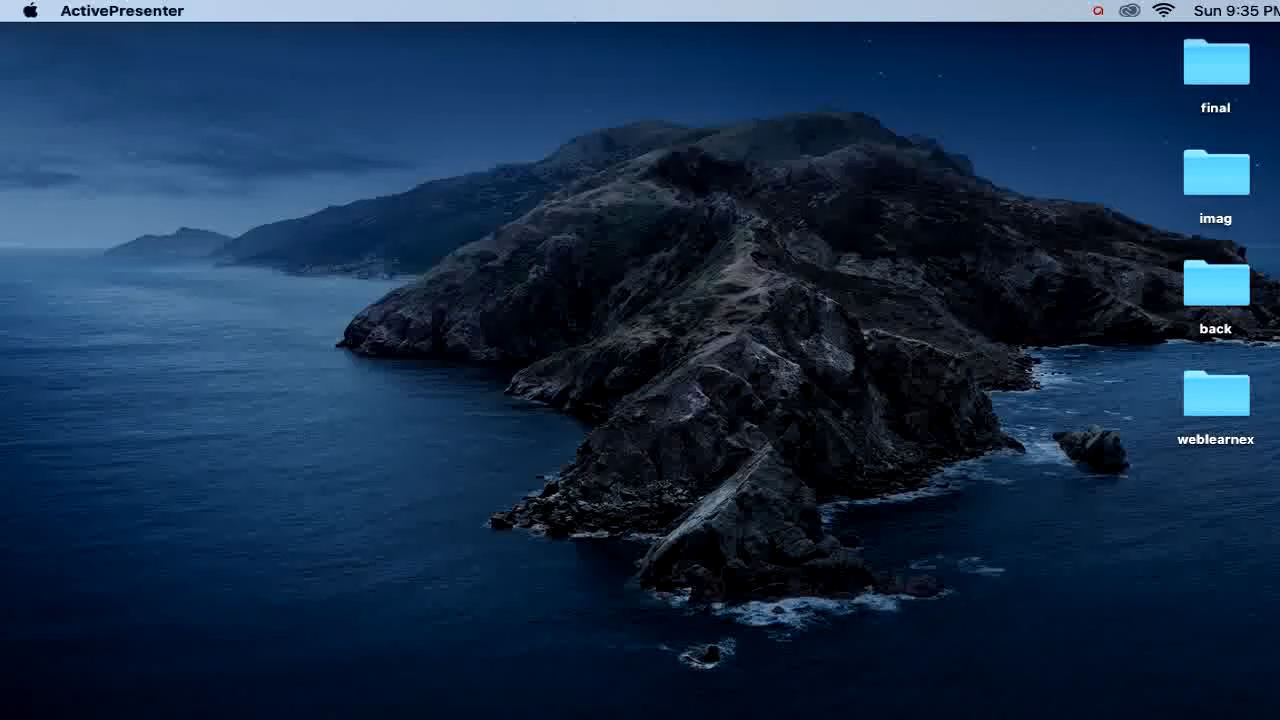 ActivePresenter
Sun 9:35 PM
final
imag
back
weblearnex